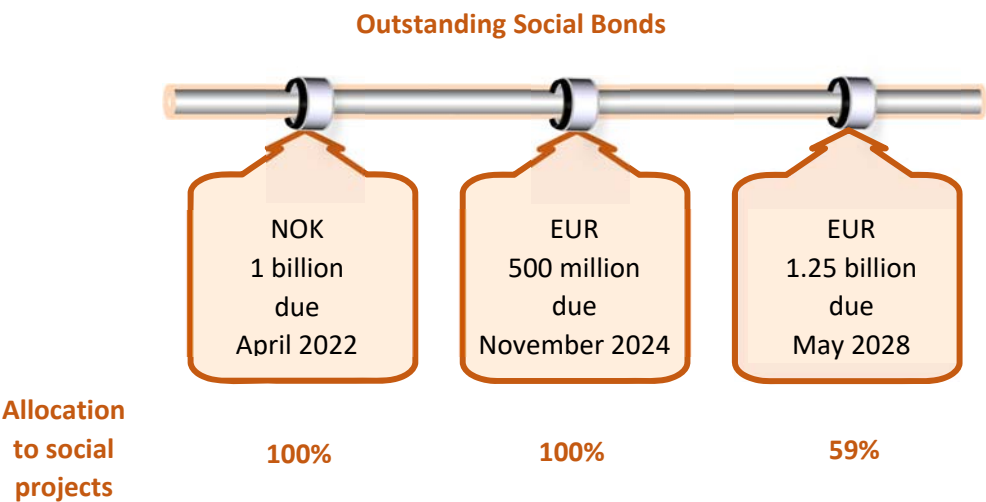 Outstanding Social Bonds
NOK
1 billion
due
April 2022
EUR
500 million
due
November 2024
EUR
1.25 billion
due
May 2028
Allocation
to social
projects
100%
100%
59%